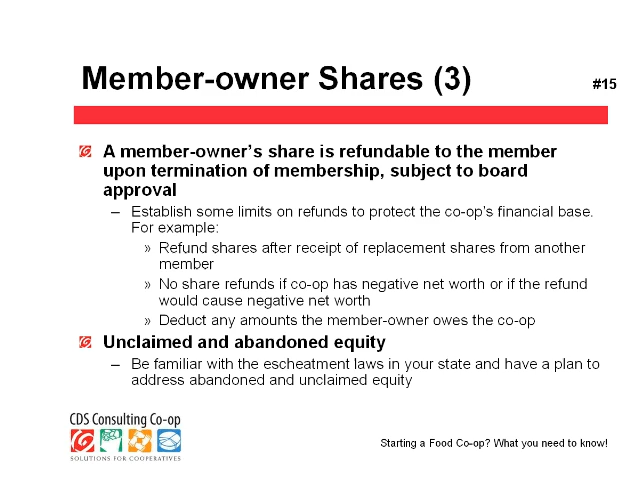 Member-owner Shares (3)
#15
A member-owner's share is refundable to the member
upon termination of membership, subject to board
approval
– Establish some limits on refunds to protect the co-op's financial base.
For example:
» Refund shares after receipt of replacement shares from another
member
» No share refunds if co-op has negative net worth or if the refund
would cause negative net worth
» Deduct any amounts the member-owner owes the co-op
Unclaimed and abandoned equity
– Be familiar with the escheatment laws in your state and have a plan to
address abandoned and unclaimed equity
CDS Consulting Co-op
SOLUTIONS FOR COOPERATIVES
Starting a Food Co-op? What you need to know!